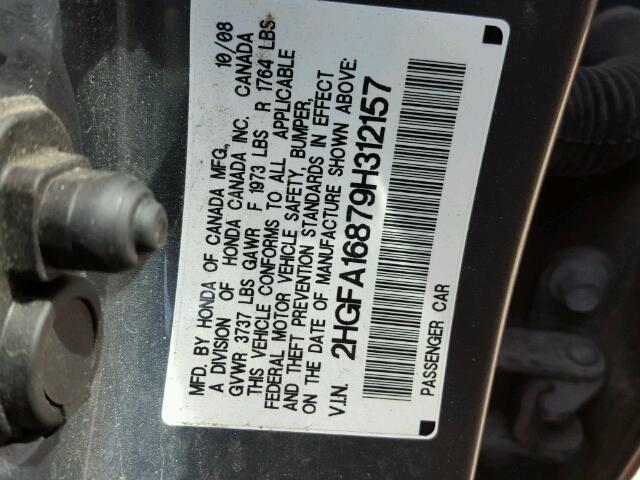 MFD. BY HONDA OF CANADA MFG., 10/08
A DIVISION OF HONDA CANADA INC. CANADA
GVWR 3737 LBS GAWR F 1973 LBS R 1764 LBS
THIS VEHICLE CONFORMS TO ALL APPLICABLE
FEDERAL MOTOR VEHICLE SAFETY, BUMPER,
AND THEFT PREVENTION STANDARDS IN EFFECT
ON THE DATE OF MANUFACTURE SHOWN ABOVE:
V.I.N. 2HGFA16879H312157
PASSENGER CAR